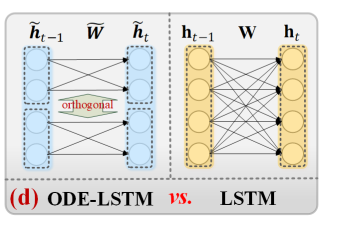 h̃ₜ₋₁ W̃ h̃ₜ hₜ₋₁ W hₜ
orthogonal
(d) ODE-LSTM vs. LSTM